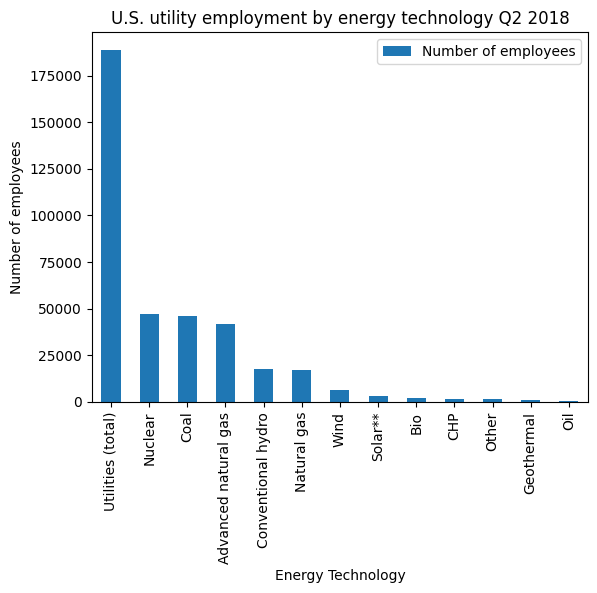 U.S. utility employment by energy technology Q2 2018
Number of employees
Number of employees
175000
150000
125000
100000
75000
50000
25000
0
Utilities (total)
Nuclear
Coal
Advanced natural gas
Conventional hydro
Natural gas
Wind
Solar**
Bio
CHP
Other
Geothermal
Oil
Energy Technology